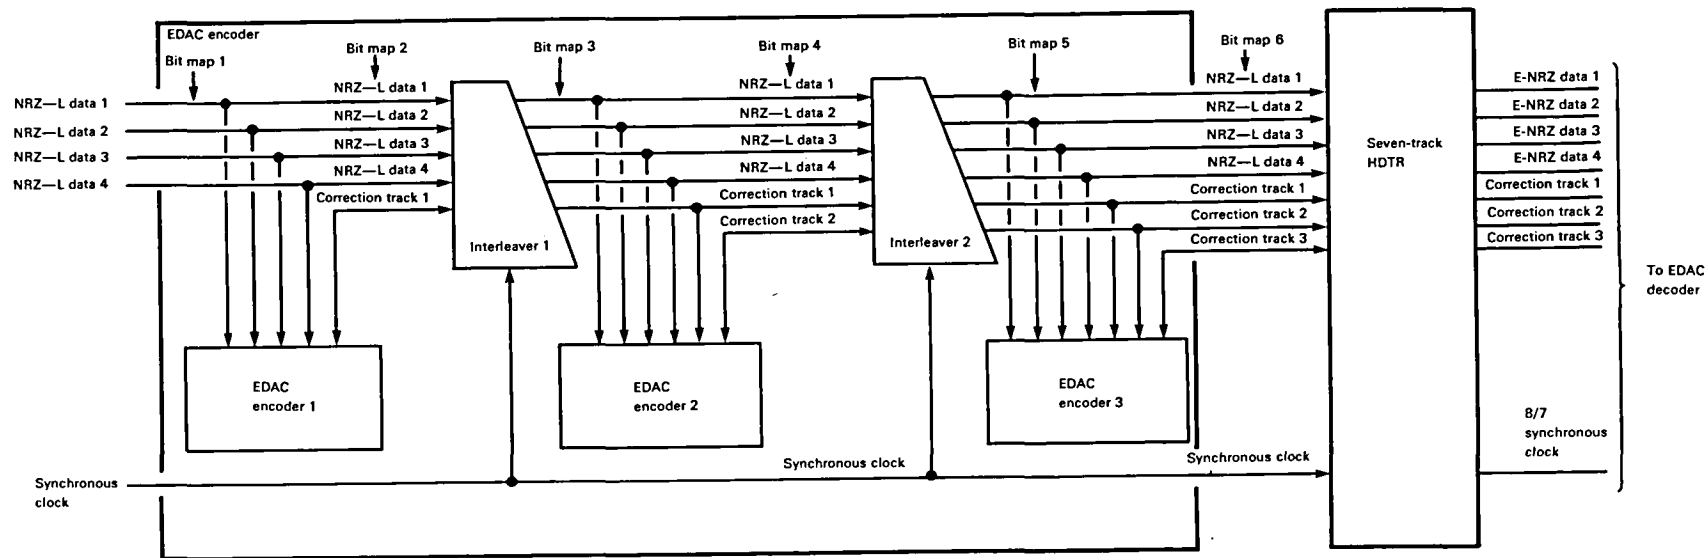 EDAC encoder
Bit map 1
Bit map 2
Bit map 3
Bit map 4
Bit map 5
Bit map 6
NRZ—L data 1
NRZ—L data 2
NRZ—L data 3
NRZ—L data 4
NRZ—L data 1
NRZ—L data 2
NRZ—L data 3
NRZ—L data 4
Correction track 1
Interleaver 1
NRZ—L data 1
NRZ—L data 2
NRZ—L data 3
NRZ—L data 4
Correction track 1
Correction track 2
Interleaver 2
NRZ—L data 1
NRZ—L data 2
NRZ—L data 3
NRZ—L data 4
Correction track 1
Correction track 2
Correction track 3
Seven-track
HDTR
E-NRZ data 1
E-NRZ data 2
E-NRZ data 3
E-NRZ data 4
Correction track 1
Correction track 2
Correction track 3
To EDAC
decoder
EDAC
encoder 1
EDAC
encoder 2
EDAC
encoder 3
8/7
synchronous
clock
Synchronous
clock
Synchronous clock
Synchronous clock